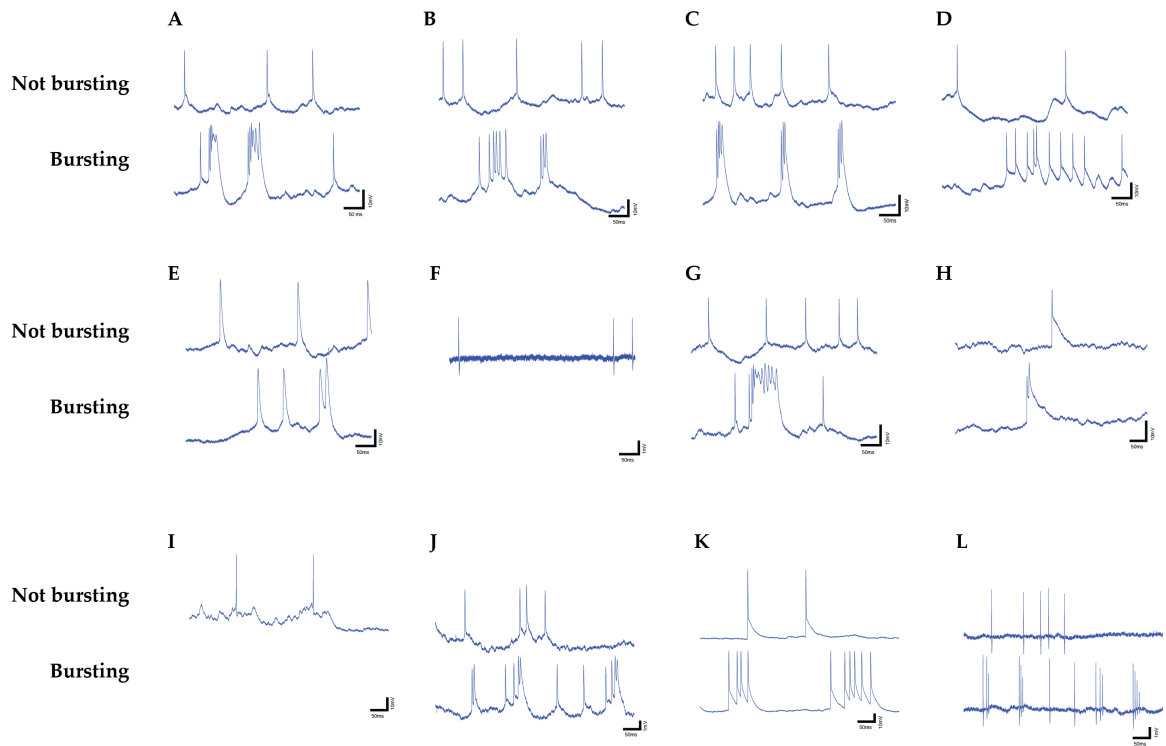 A
B
C
D
Not bursting
Bursting
50 ms
10mV
50ms
10mV
50ms
10mV
50ms
10mV
E
F
G
H
Not bursting
Bursting
50ms
10mV
50ms
1mV
50ms
10mV
50ms
10mV
I
J
K
L
Not bursting
Bursting
50ms
10mV
50ms
1mV
50ms
10mV
50ms
1mV